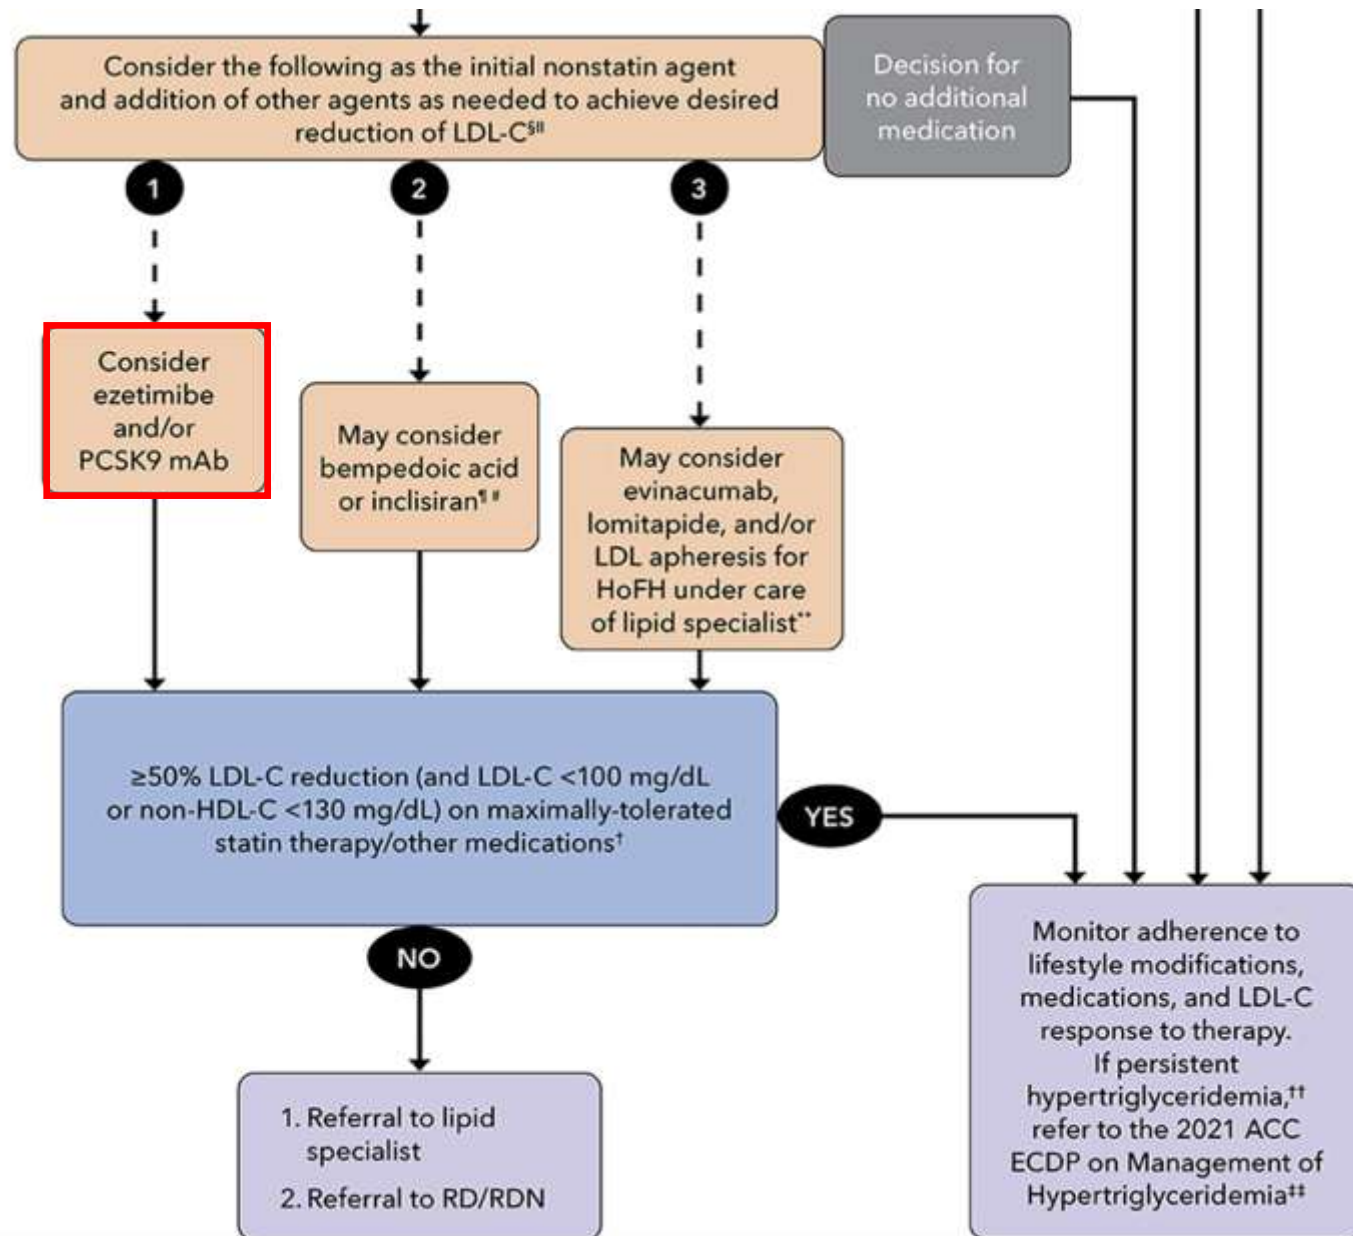 Consider the following as the initial nonstatin agent
and addition of other agents as needed to achieve desired
reduction of LDL-C§‖
Decision for
no additional
medication
1
2
3
Consider
ezetimibe
and/or
PCSK9 mAb
May consider
bempedoic acid
or inclisiran¶ #
May consider
evinacumab,
lomitapide, and/or
LDL apheresis for
HoFH under care
of lipid specialist**
≥50% LDL-C reduction (and LDL-C <100 mg/dL
or non-HDL-C <130 mg/dL) on maximally-tolerated
statin therapy/other medications†
YES
NO
1. Referral to lipid
specialist
2. Referral to RD/RDN
Monitor adherence to
lifestyle modifications,
medications, and LDL-C
response to therapy.
If persistent
hypertriglyceridemia,††
refer to the 2021 ACC
ECDP on Management of
Hypertriglyceridemia‡‡